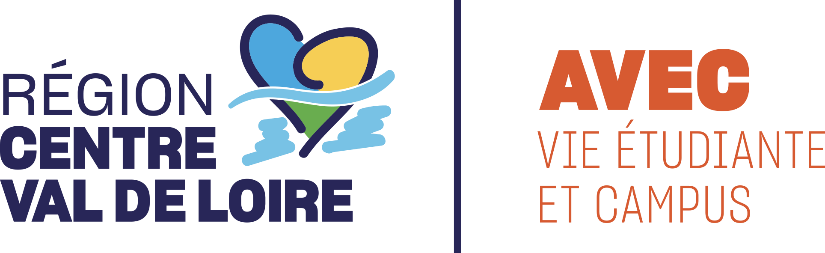 RÉGION
CENTRE
VAL DE LOIRE
AVEC
VIE ÉTUDIANTE
ET CAMPUS